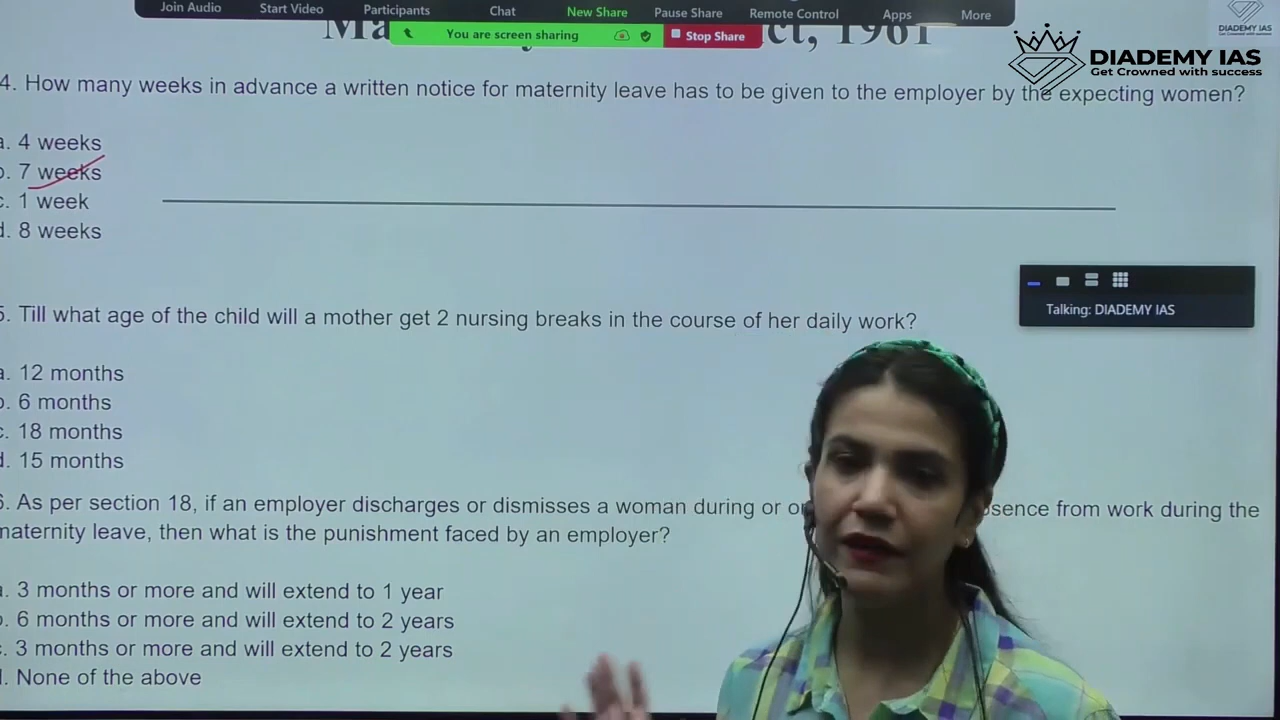 Join Audio Start Video Participants Chat New Share Pause Share Remote Control Apps More
You are screen sharing Stop Share
ct, 1961
DIADEMY IAS
DIADEMY IAS
Get Crowned with success
4. How many weeks in advance a written notice for maternity leave has to be given to the employer by the expecting women?
a. 4 weeks
b. 7 weeks
c. 1 week
d. 8 weeks
Talking: DIADEMY IAS
5. Till what age of the child will a mother get 2 nursing breaks in the course of her daily work?
a. 12 months
b. 6 months
c. 18 months
d. 15 months
6. As per section 18, if an employer discharges or dismisses a woman during or sence from work during the
maternity leave, then what is the punishment faced by an employer?
a. 3 months or more and will extend to 1 year
b. 6 months or more and will extend to 2 years
c. 3 months or more and will extend to 2 years
d. None of the above